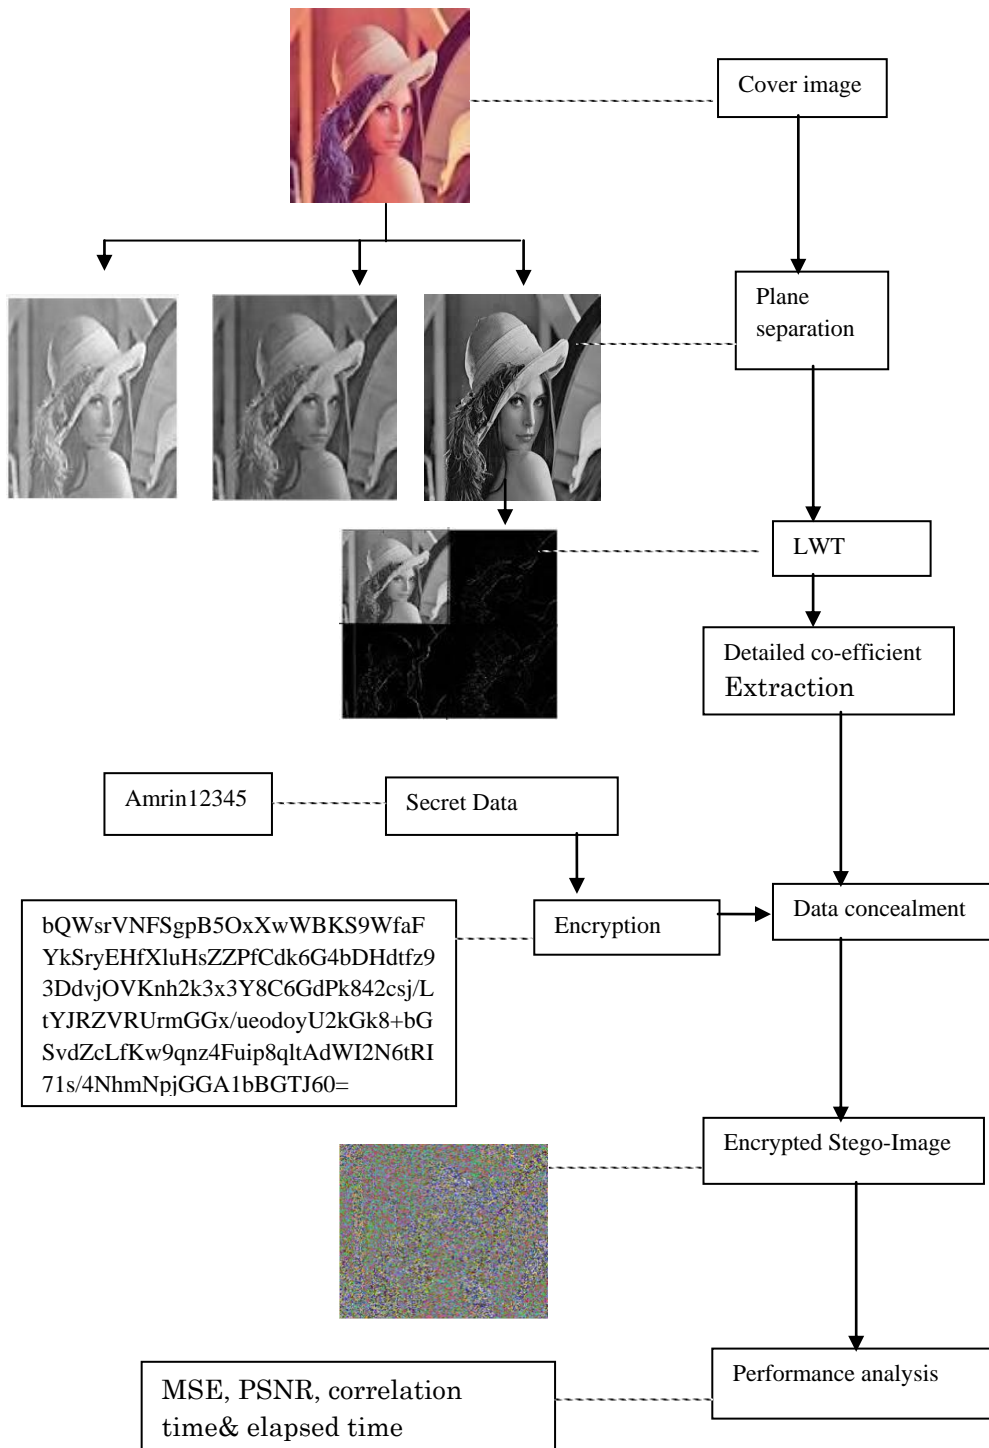 Cover image
Plane
separation
LWT
Detailed co-efficient
Extraction
Amrin12345
Secret Data
bQWsrVNFSgpB5OxXwWBKS9WfaF
YkSryEHfXluHsZZPfCdk6G4bDHdtfz9
3DdvjOVKnh2k3x3Y8C6GdPk842csj/L
tYJRZVRUrmGGx/ueodoyU2kGk8+bG
SvdZcLfKw9qnz4Fuip8qltAdWI2N6tRI
71s/4NhmNpjGGA1bBGTJ60=
Encryption
Data concealment
Encrypted Stego-Image
Performance analysis
MSE, PSNR, correlation
time& elapsed time